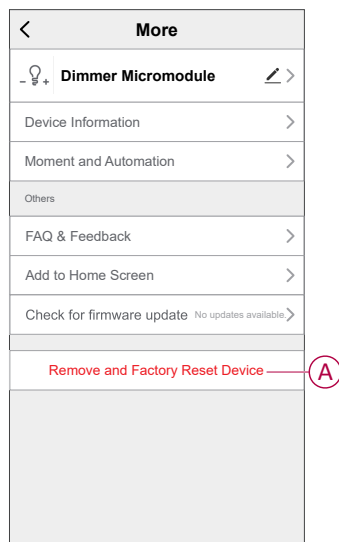 More
Dimmer Micromodule
Device Information
Moment and Automation
Others
FAQ & Feedback
Add to Home Screen
Check for firmware update No updates available.
Remove and Factory Reset Device
A